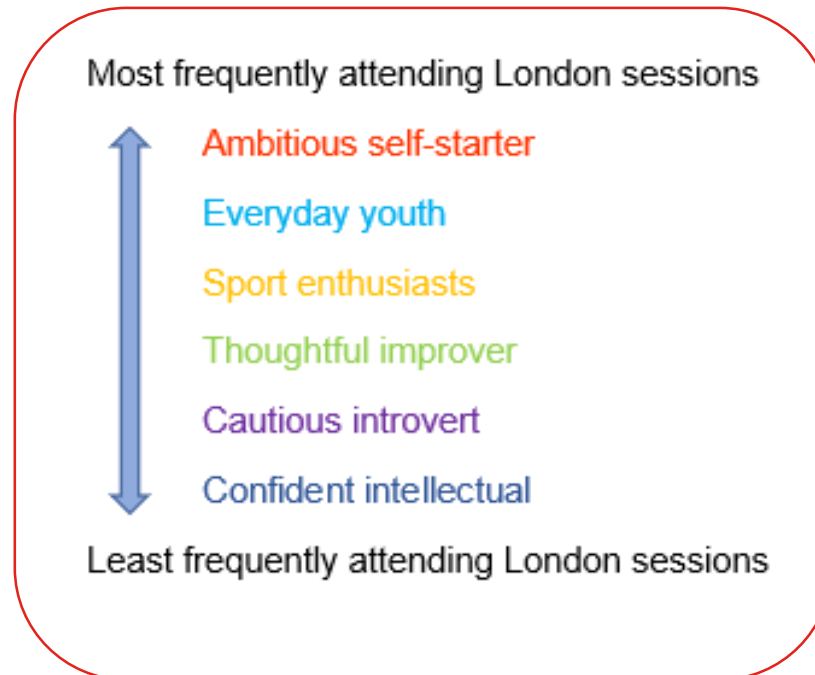 Most frequently attending London sessions
Ambitious self-starter
Everyday youth
Sport enthusiasts
Thoughtful improver
Cautious introvert
Confident intellectual
Least frequently attending London sessions